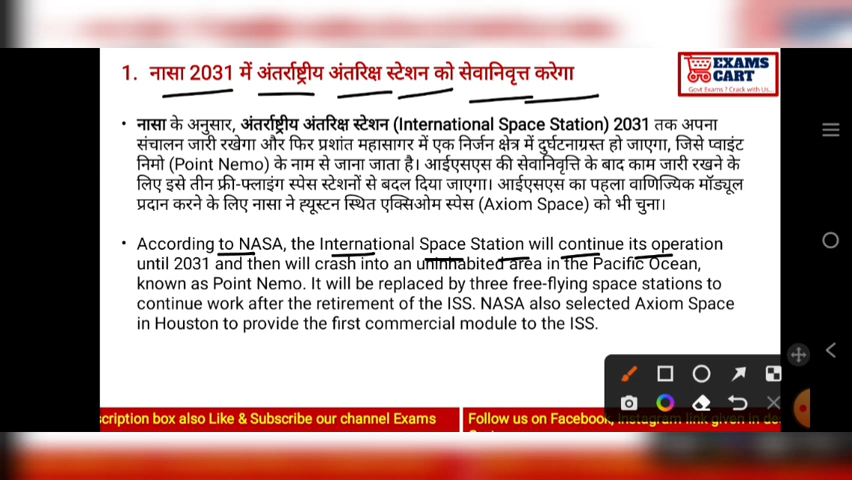 1. नासा 2031 में अंतर्राष्ट्रीय अंतरिक्ष स्टेशन को सेवानिवृत्त करेगा
EXAMS
CART
Govt Exams ? Crack with Us...
• नासा के अनुसार, अंतर्राष्ट्रीय अंतरिक्ष स्टेशन (International Space Station) 2031 तक अपना
संचालन जारी रखेगा और फिर प्रशांत महासागर में एक निर्जन क्षेत्र में दुर्घटनाग्रस्त हो जाएगा, जिसे प्वाइंट
निमो (Point Nemo) के नाम से जाना जाता है। आईएसएस की सेवानिवृत्ति के बाद काम जारी रखने के
लिए इसे तीन फ्री-फ्लाइंग स्पेस स्टेशनों से बदल दिया जाएगा। आईएसएस का पहला वाणिज्यिक मॉड्यूल
प्रदान करने के लिए नासा ने ह्यूस्टन स्थित एक्सिओम स्पेस (Axiom Space) को भी चुना।
• According to NASA, the International Space Station will continue its operation
until 2031 and then will crash into an uninhabited area in the Pacific Ocean,
known as Point Nemo. It will be replaced by three free-flying space stations to
continue work after the retirement of the ISS. NASA also selected Axiom Space
in Houston to provide the first commercial module to the ISS.
scription box also Like & Subscribe our channel Exams
Follow us on Facebook, Instagram link given in de